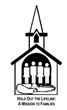 HOLD OUT THE LIFELINE:
A MISSION TO FAMILIES